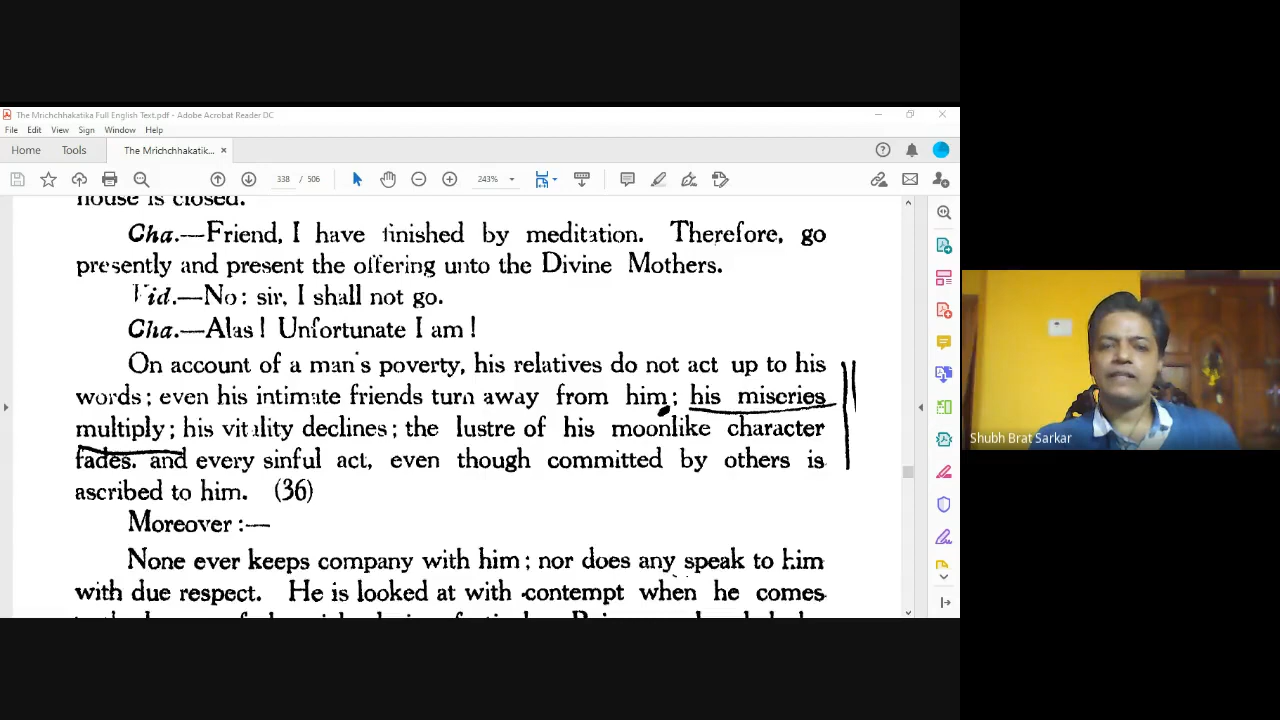 The Mrichchhakatika Full English Text.pdf - Adobe Acrobat Reader DC
File Edit View Sign Window Help
Home Tools The Mrichchhakatik... ×
338 / 506 243%
house is closed.
Cha.—Friend, I have finished by meditation. Therefore, go
presently and present the offering unto the Divine Mothers.
Vid.—No: sir, I shall not go.
Cha.—Alas! Unfortunate I am!
On account of a man's poverty, his relatives do not act up to his
words; even his intimate friends turn away from him; his miseries
multiply; his vitality declines; the lustre of his moonlike character
fades. and every sinful act, even though committed by others is
ascribed to him. (36)
Moreover:—
None ever keeps company with him; nor does any speak to him
with due respect. He is looked at with contempt when he comes
Shubh Brat Sarkar